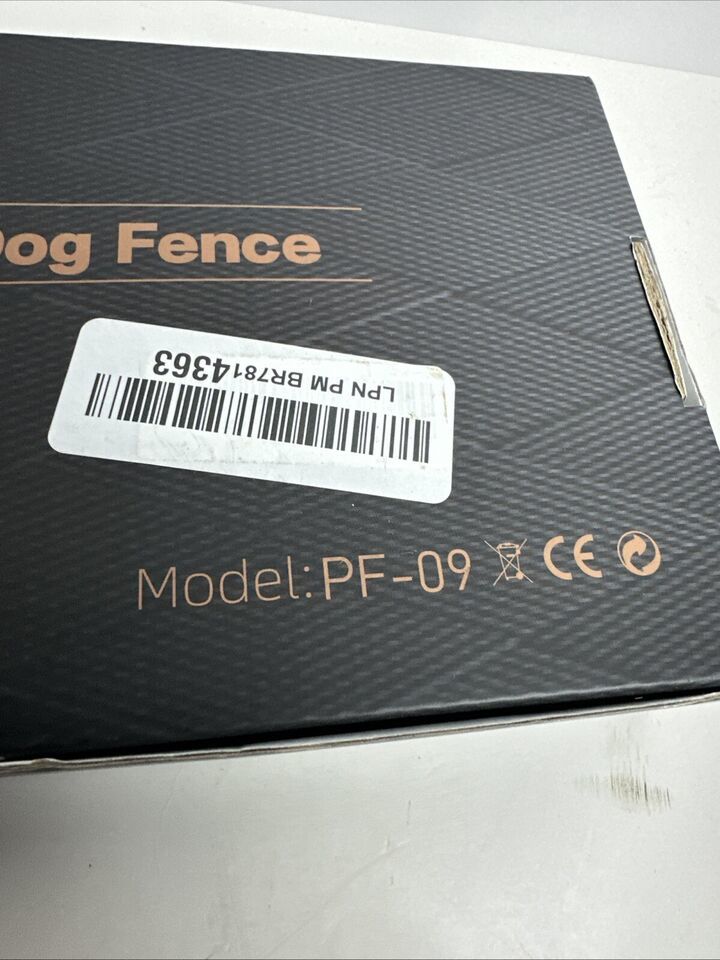 Dog Fence
LPN PM BR7814363
Model:PF-09 CE